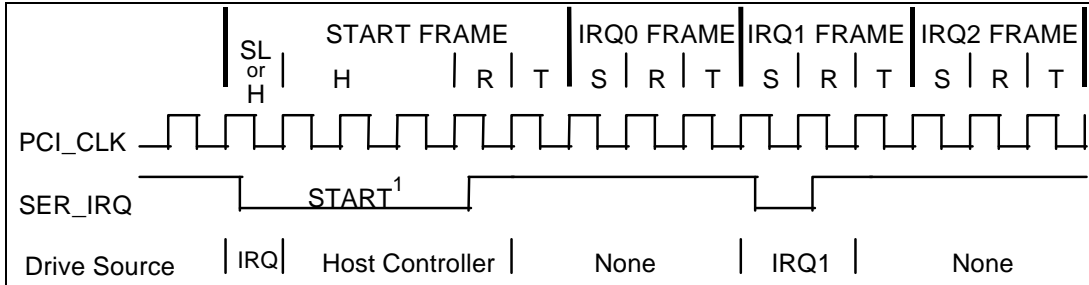 START FRAME IRQ0 FRAME IRQ1 FRAME IRQ2 FRAME
SL
or
H
H R T S R T S R T S R T
PCI_CLK
SER_IRQ START1
Drive Source IRQ Host Controller None IRQ1 None